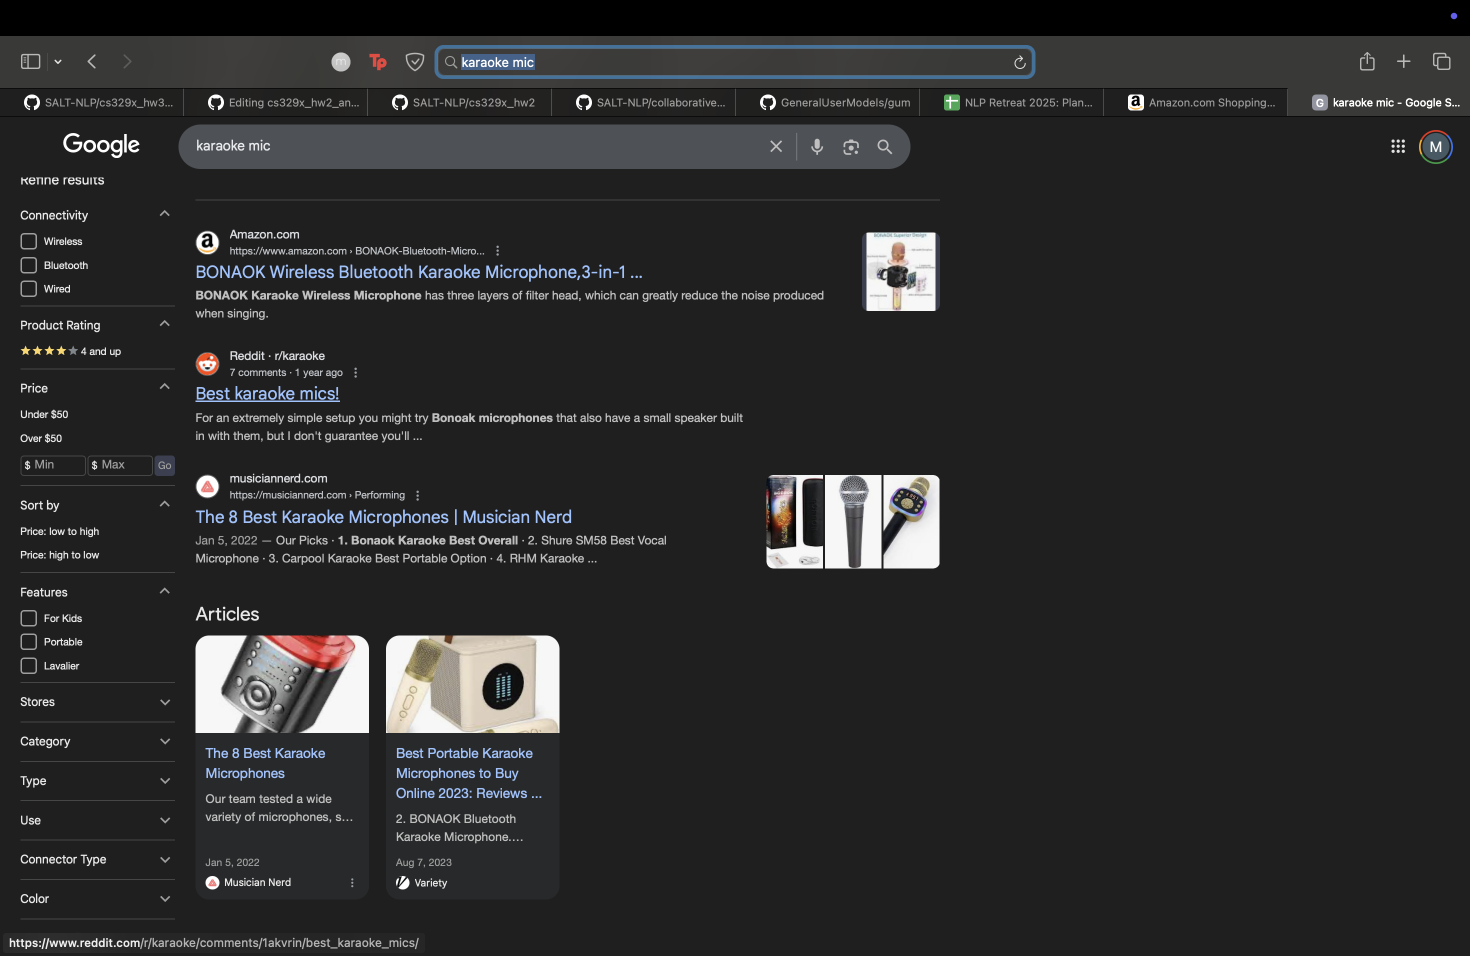 karaoke mic
SALT-NLP/cs329x_hw3...
Editing cs329x_hw2_an...
SALT-NLP/cs329x_hw2
SALT-NLP/collaborative...
GeneralUserModels/gum
NLP Retreat 2025: Plan...
Amazon.com Shopping...
karaoke mic - Google S...
Google
karaoke mic
M
Refine results
Connectivity
Wireless
Bluetooth
Wired
Product Rating
4 and up
Price
Under $50
Over $50
$ Min
$ Max
Go
Sort by
Price: low to high
Price: high to low
Features
For Kids
Portable
Lavalier
Stores
Category
Type
Use
Connector Type
Color
Amazon.com
https://www.amazon.com › BONAOK-Bluetooth-Micro...
BONAOK Wireless Bluetooth Karaoke Microphone,3-in-1 ...
BONAOK Karaoke Wireless Microphone has three layers of filter head, which can greatly reduce the noise produced
when singing.
Reddit · r/karaoke
7 comments · 1 year ago
Best karaoke mics!
For an extremely simple setup you might try Bonoak microphones that also have a small speaker built
in with them, but I don't guarantee you'll ...
musiciannerd.com
https://musiciannerd.com › Performing
The 8 Best Karaoke Microphones | Musician Nerd
Jan 5, 2022 — Our Picks · 1. Bonaok Karaoke Best Overall · 2. Shure SM58 Best Vocal
Microphone · 3. Carpool Karaoke Best Portable Option · 4. RHM Karaoke ...
Articles
The 8 Best Karaoke
Microphones
Our team tested a wide
variety of microphones, s...
Jan 5, 2022
Musician Nerd
Best Portable Karaoke
Microphones to Buy
Online 2023: Reviews ...
2. BONAOK Bluetooth
Karaoke Microphone....
Aug 7, 2023
Variety
https://www.reddit.com/r/karaoke/comments/1akvrin/best_karaoke_mics/